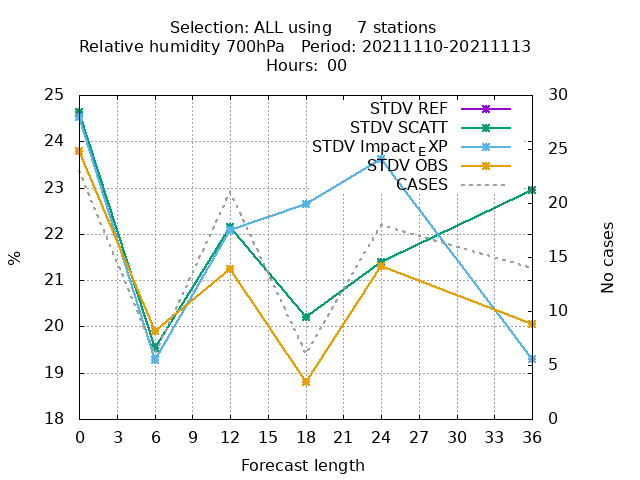 Selection: ALL using     7 stations
Relative humidity 700hPa   Period: 20211110-20211113
Hours:  00
STDV REF
STDV SCATT
STDV Impact_EXP
STDV OBS
CASES
25
24
23
22
21
20
19
18
%
30
25
20
15
10
5
0
No cases
0 3 6 9 12 15 18 21 24 27 30 33 36
Forecast length